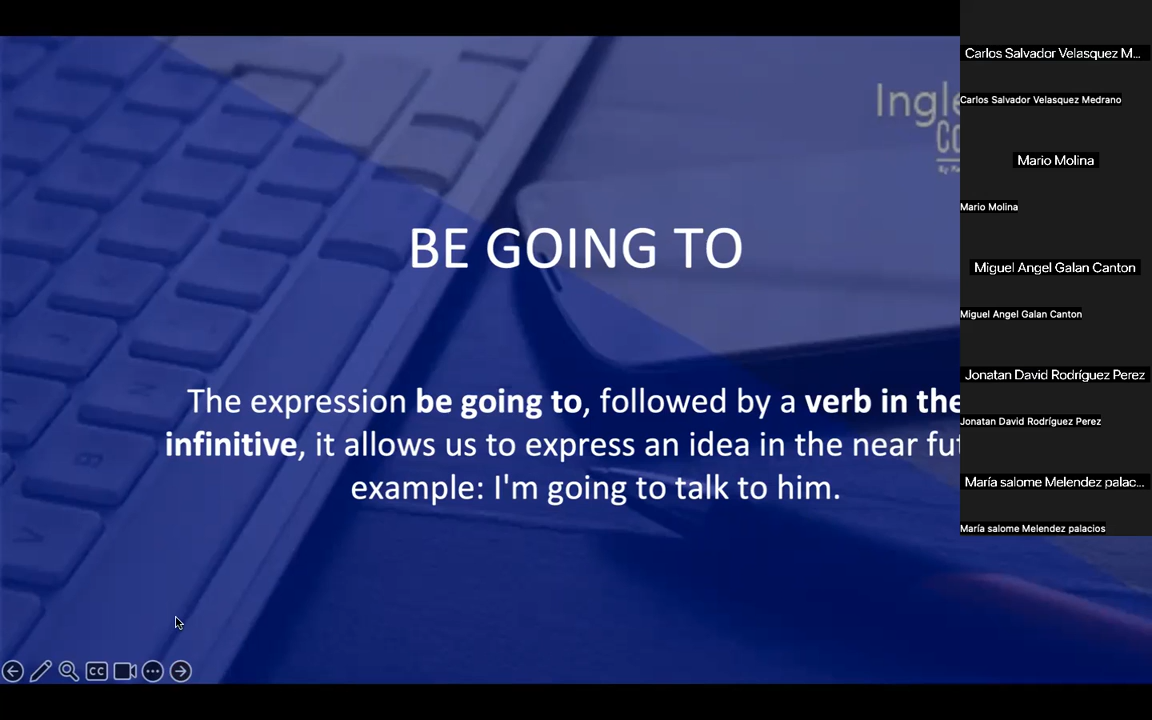 BE GOING TO
The expression be going to, followed by a verb in the
infinitive, it allows us to express an idea in the near
example: I'm going to talk to him.
CC
Carlos Salvador Velasquez M...
Carlos Salvador Velasquez Medrano
Mario Molina
Mario Molina
Miguel Angel Galan Canton
Miguel Angel Galan Canton
Jonatan David Rodríguez Perez
Jonatan David Rodríguez Perez
María salome Melendez palac...
María salome Melendez palacios